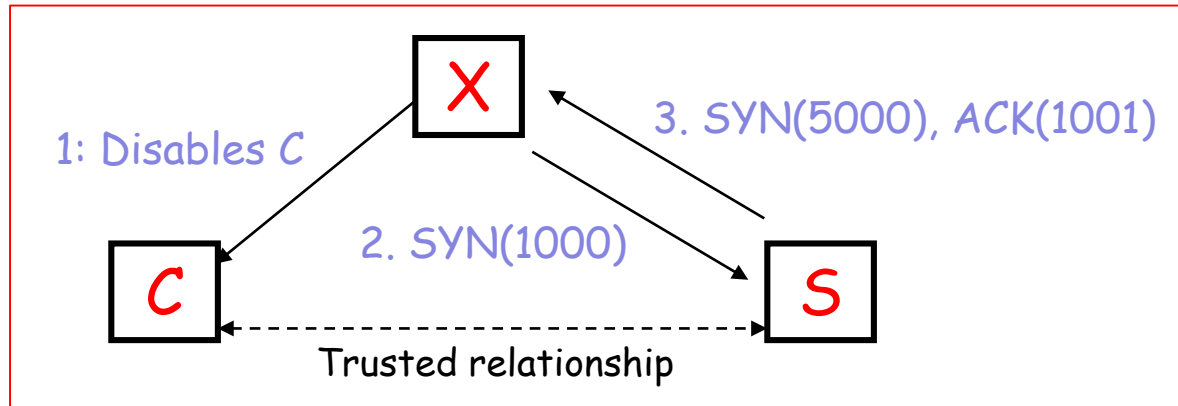 X
3. SYN(5000), ACK(1001)
1: Disables C
2. SYN(1000)
C
S
Trusted relationship